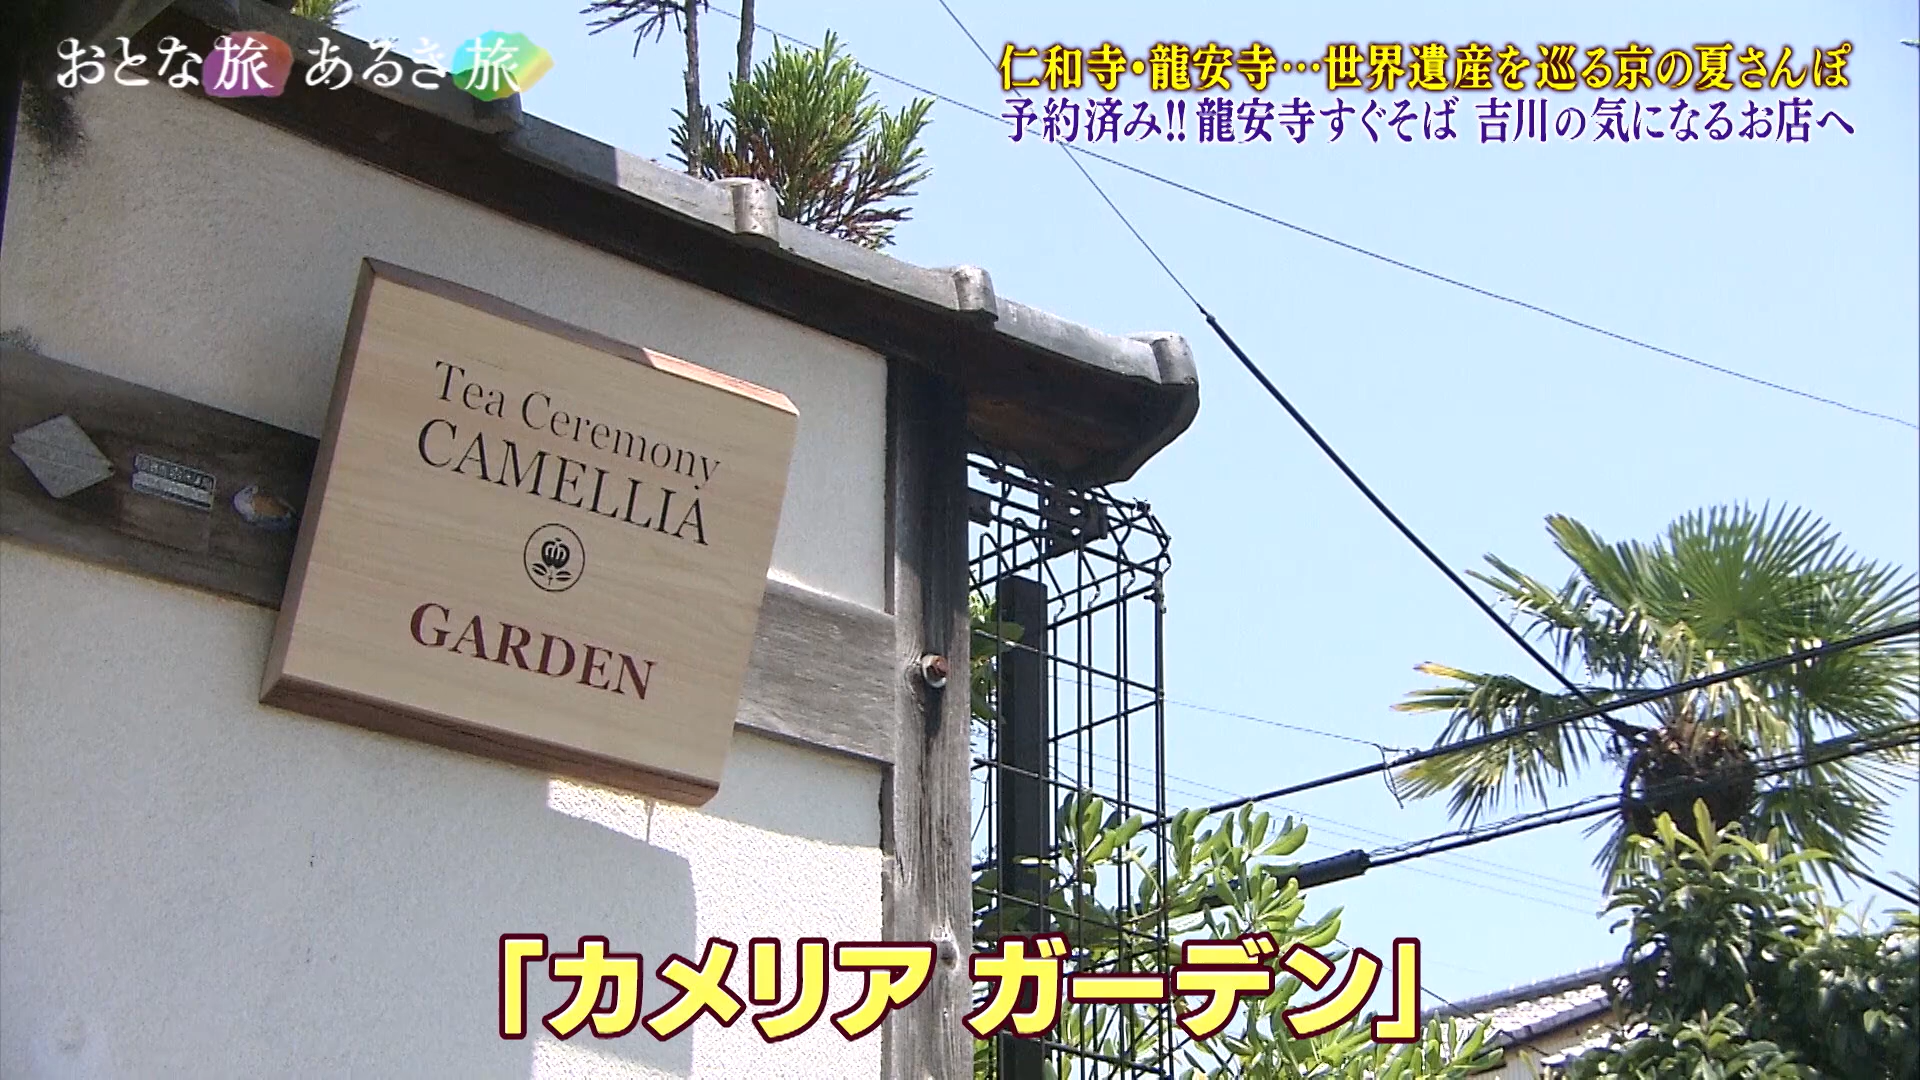 おとな旅 あるき旅
仁和寺・龍安寺…世界遺産を巡る京の夏さんぽ
予約済み!!龍安寺すぐそば 吉川の気になるお店へ
Tea Ceremony
CAMELLIA
GARDEN
「カメリア ガーデン」